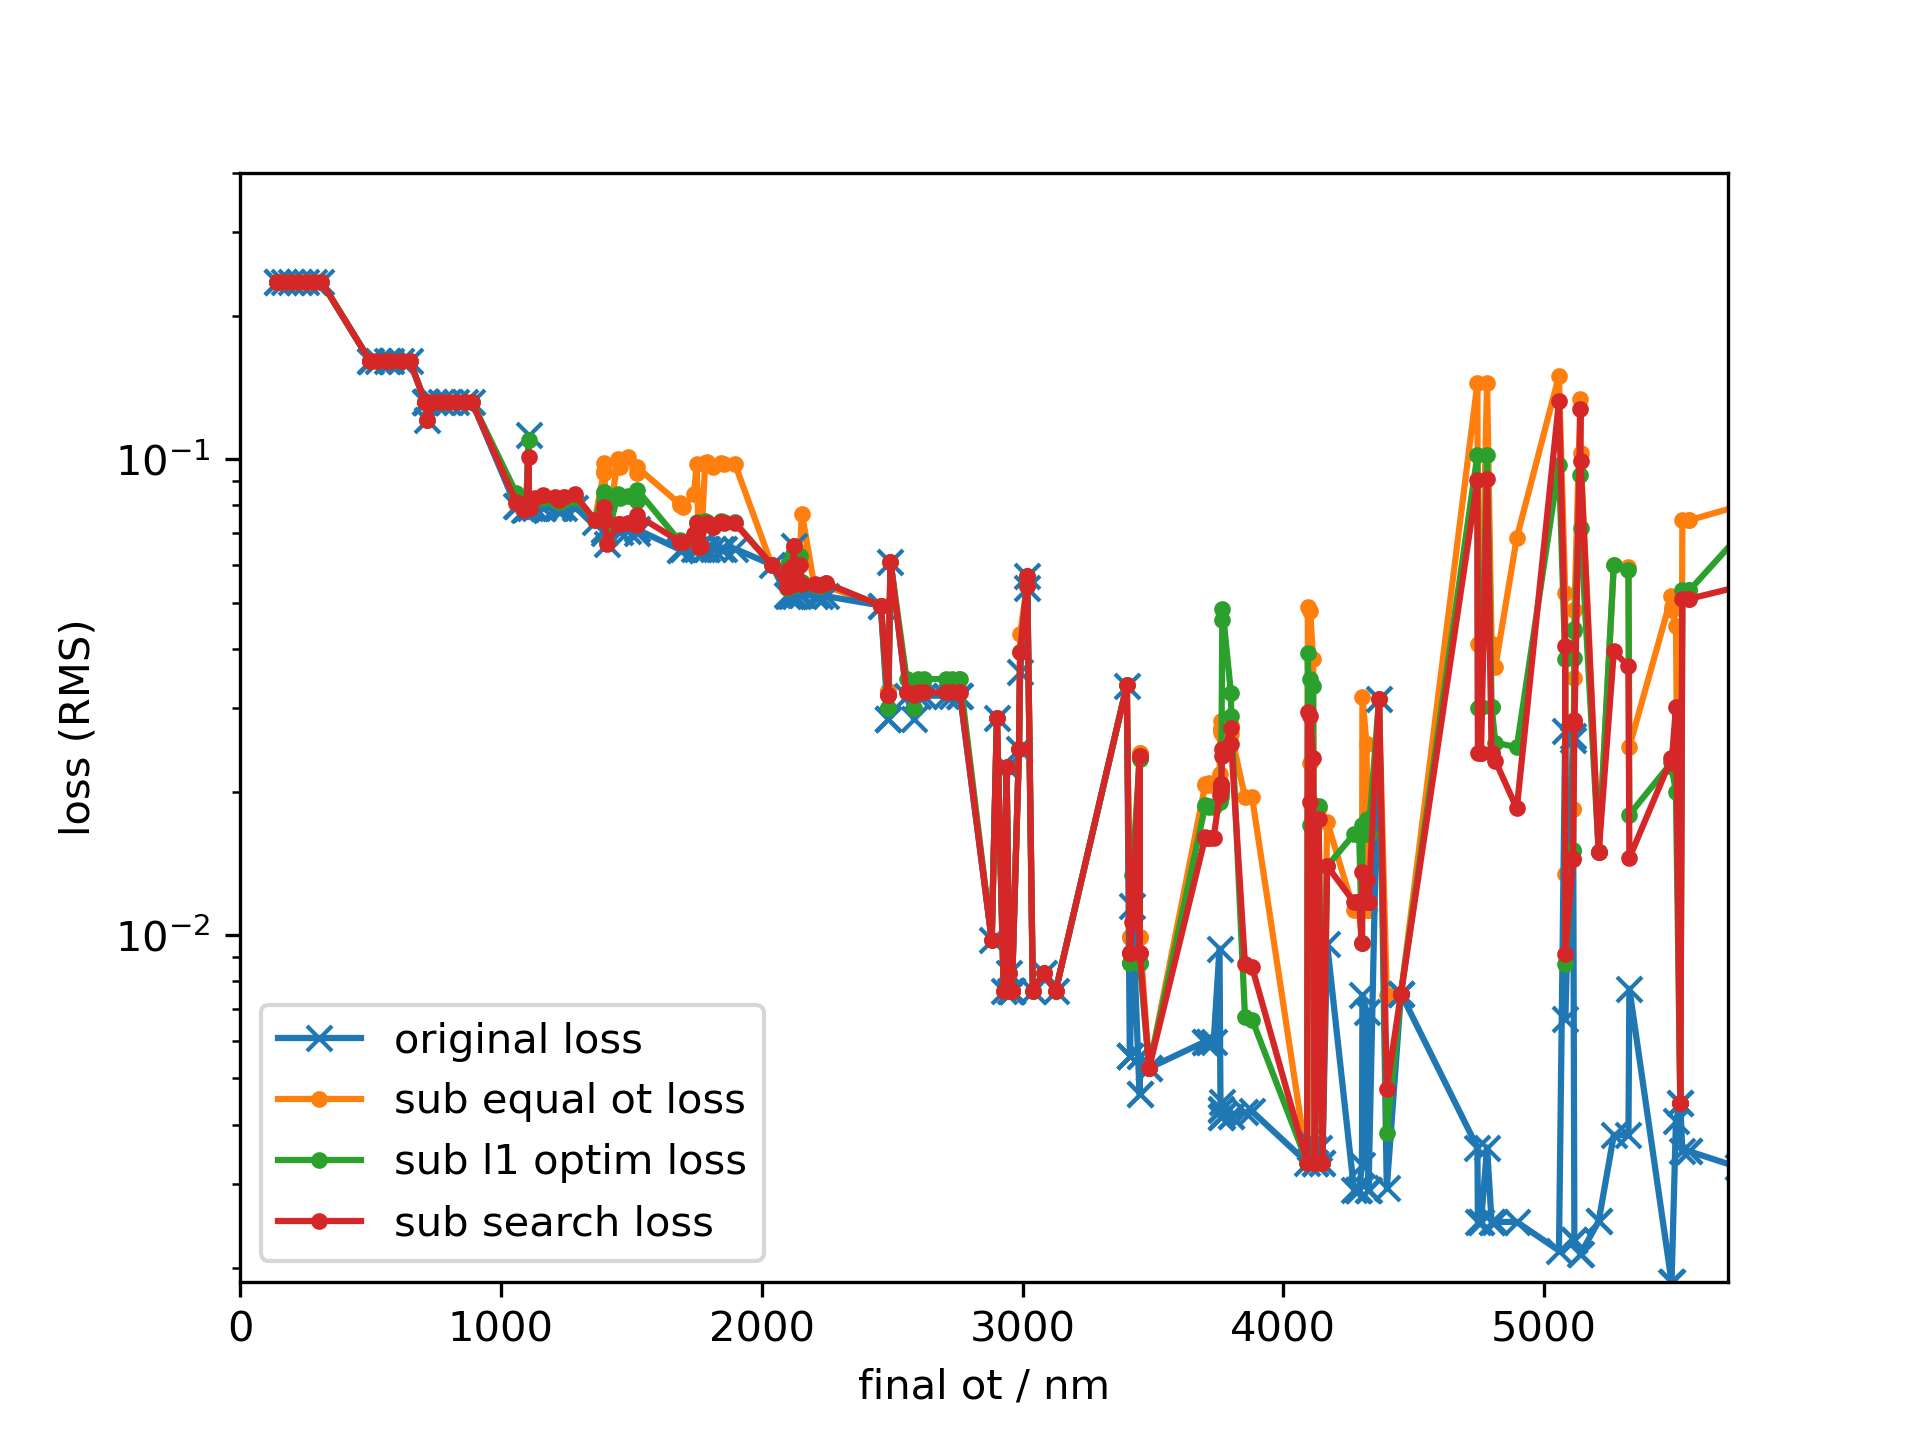 10⁻¹
10⁻²
loss (RMS)
original loss
sub equal ot loss
sub l1 optim loss
sub search loss
0 1000 2000 3000 4000 5000
final ot / nm